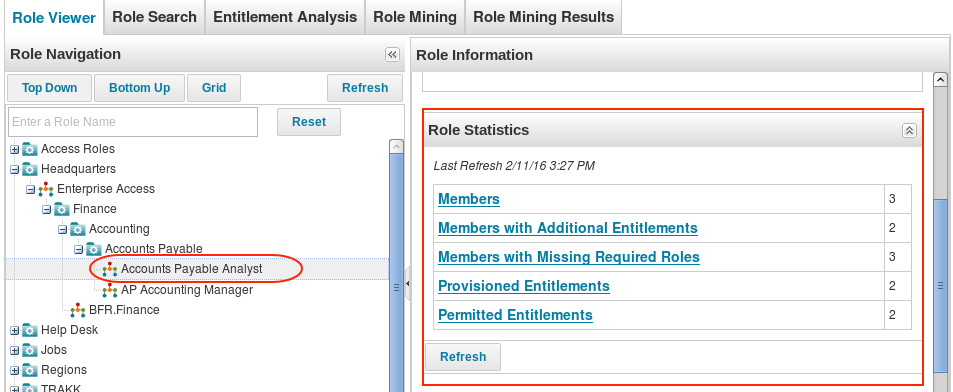 Role Viewer
Role Search
Entitlement Analysis
Role Mining
Role Mining Results
Role Navigation
Top Down
Bottom Up
Grid
Refresh
Enter a Role Name
Reset
Access Roles
Headquarters
Enterprise Access
Finance
Accounting
Accounts Payable
Accounts Payable Analyst
AP Accounting Manager
BFR.Finance
Help Desk
Jobs
Regions
TRAKK
Role Information
Role Statistics
Last Refresh 2/11/16 3:27 PM
Members 3
Members with Additional Entitlements 2
Members with Missing Required Roles 3
Provisioned Entitlements 2
Permitted Entitlements 2
Refresh